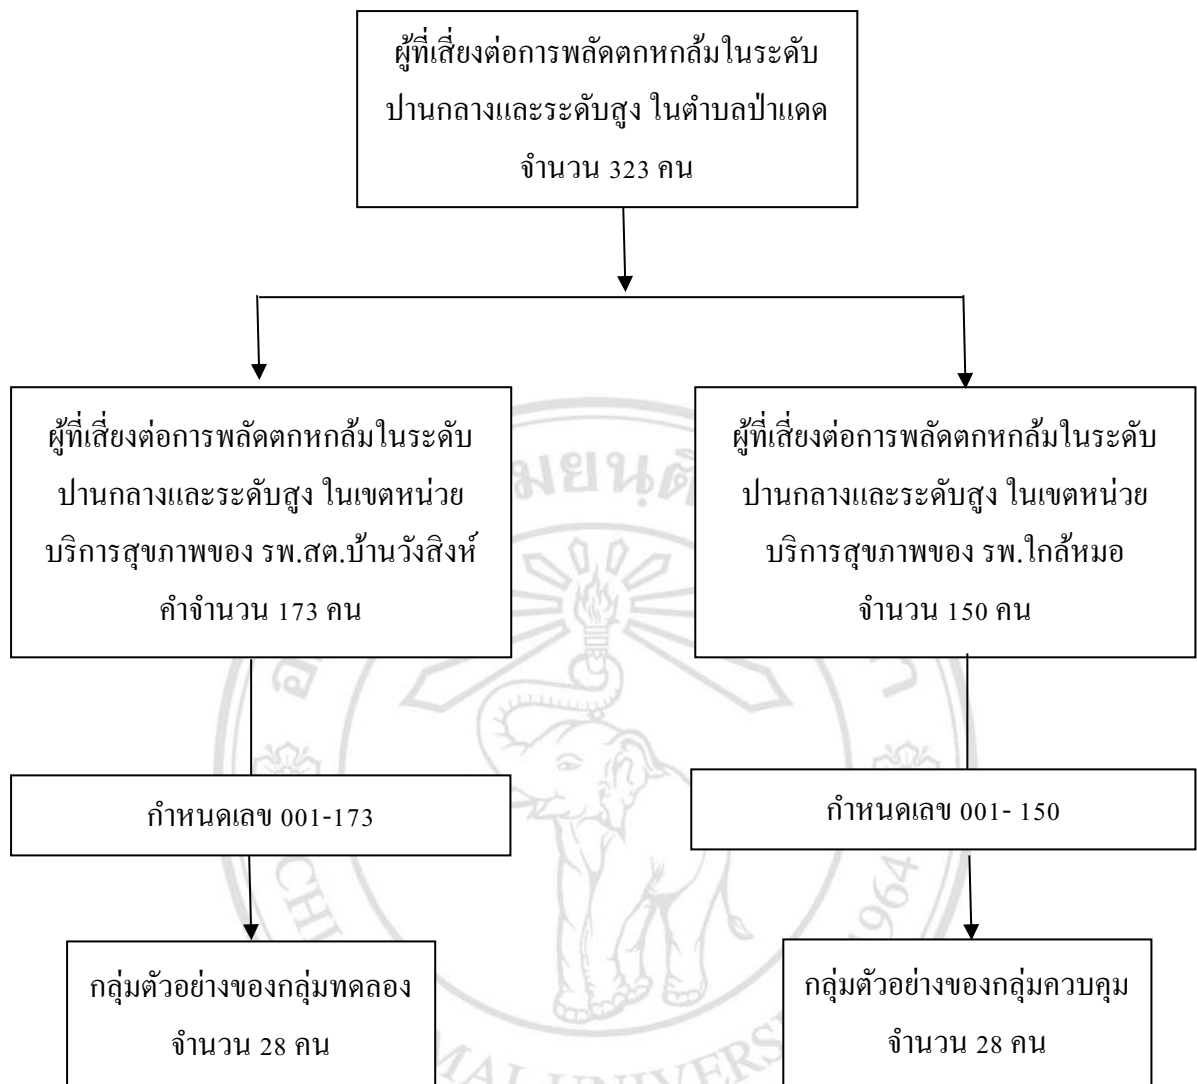 ผู้ที่เสี่ยงต่อการพลัดตกหกล้มในระดับ
ปานกลางและระดับสูง ในตำบลป่าแดด
จำนวน 323 คน
ผู้ที่เสี่ยงต่อการพลัดตกหกล้มในระดับ
ปานกลางและระดับสูง ในเขตหน่วย
บริการสุขภาพของ รพ.สต.บ้านวังสิงห์
คำจำนวน 173 คน
ผู้ที่เสี่ยงต่อการพลัดตกหกล้มในระดับ
ปานกลางและระดับสูง ในเขตหน่วย
บริการสุขภาพของ รพ.ใกล้หมอ
จำนวน 150 คน
กำหนดเลข 001-173
กำหนดเลข 001- 150
กลุ่มตัวอย่างของกลุ่มทดลอง
จำนวน 28 คน
กลุ่มตัวอย่างของกลุ่มควบคุม
จำนวน 28 คน
1964